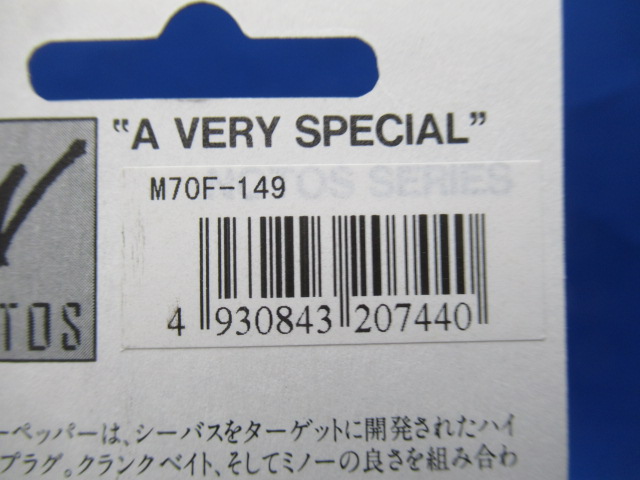 "A VERY SPECIAL"
NOTOS SERIES
M70F-149
TOS
4 930843 207440
ーペッパーは、シーバスをターゲットに開発されたハイ
プラグ。クランクベイト、そしてミノーの良さを組み合わ